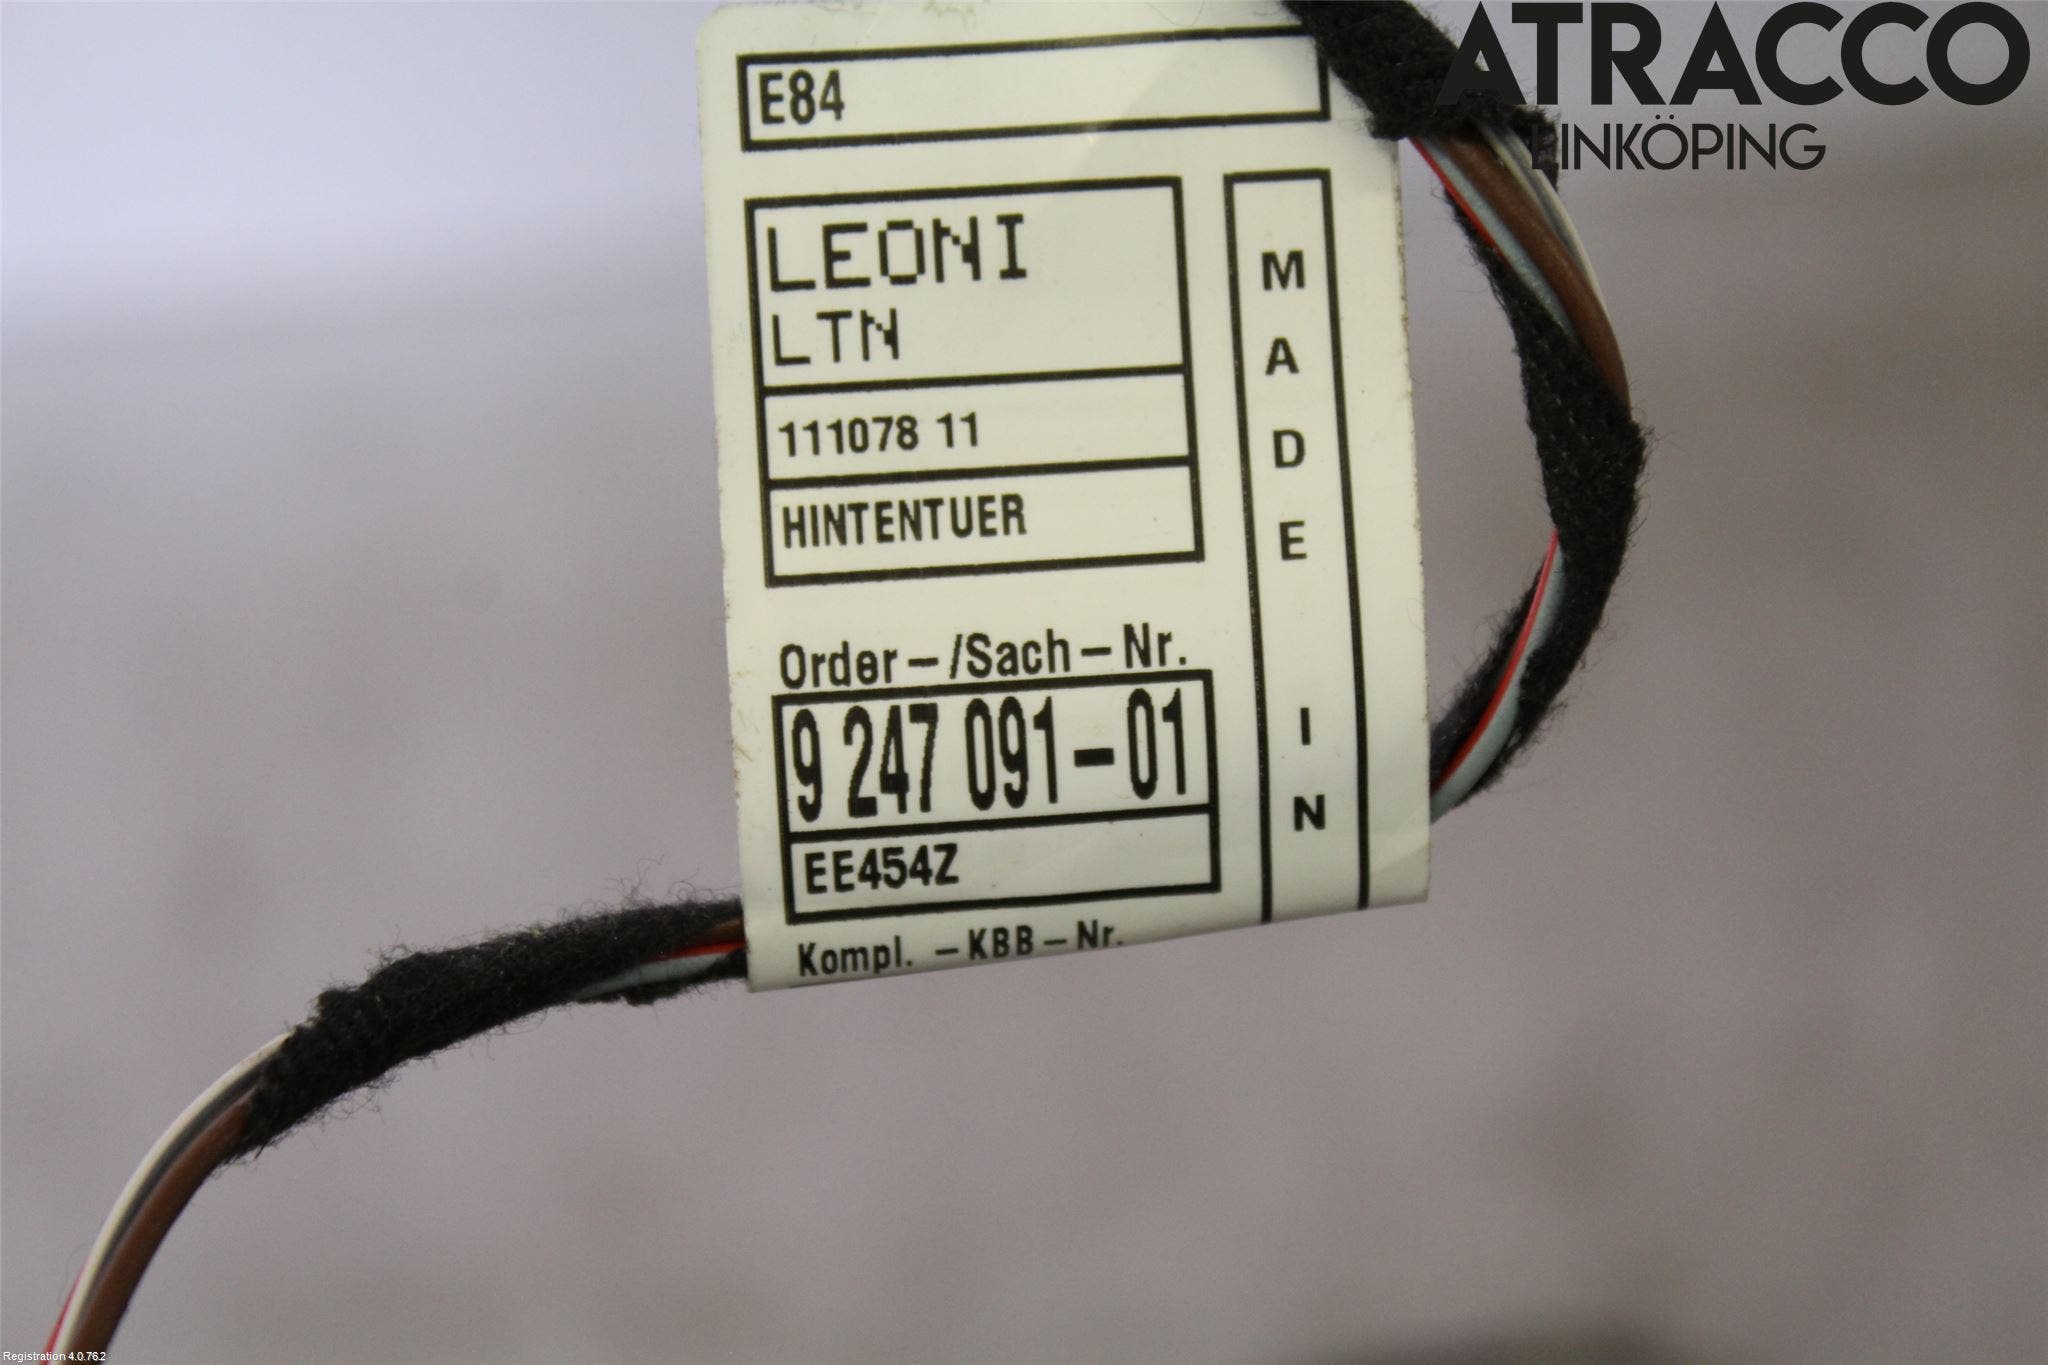 ATRACCO
LINKÖPING
E84
LEONI
LTN
111078 11
HINTENTUER
Order-/Sach-Nr.
9 247 091-01
EE454Z
Kompl. -KBB-Nr.
MADE IN
Registration 4.0.76.2